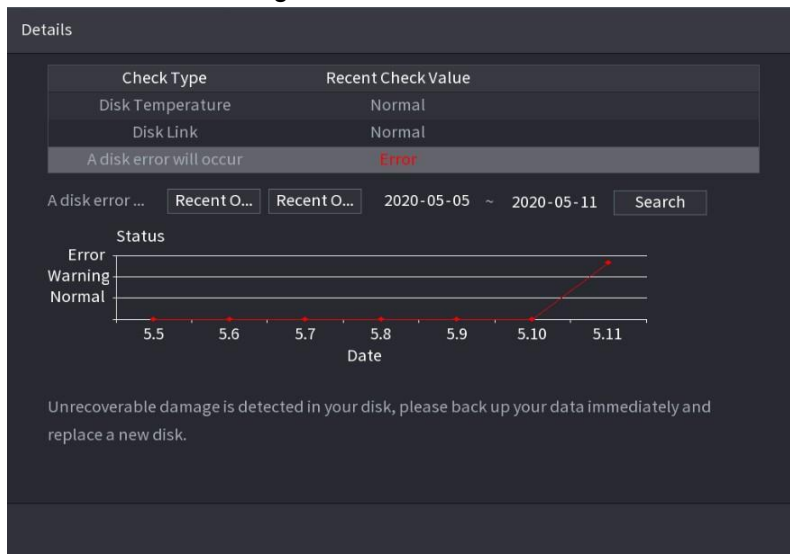 Details
Check Type Recent Check Value
Disk Temperature Normal
Disk Link Normal
A disk error will occur Error
A disk error ... Recent O... Recent O... 2020-05-05 ~ 2020-05-11 Search
Status
Error
Warning
Normal
5.5 5.6 5.7 5.8 5.9 5.10 5.11
Date
Unrecoverable damage is detected in your disk, please back up your data immediately and
replace a new disk.